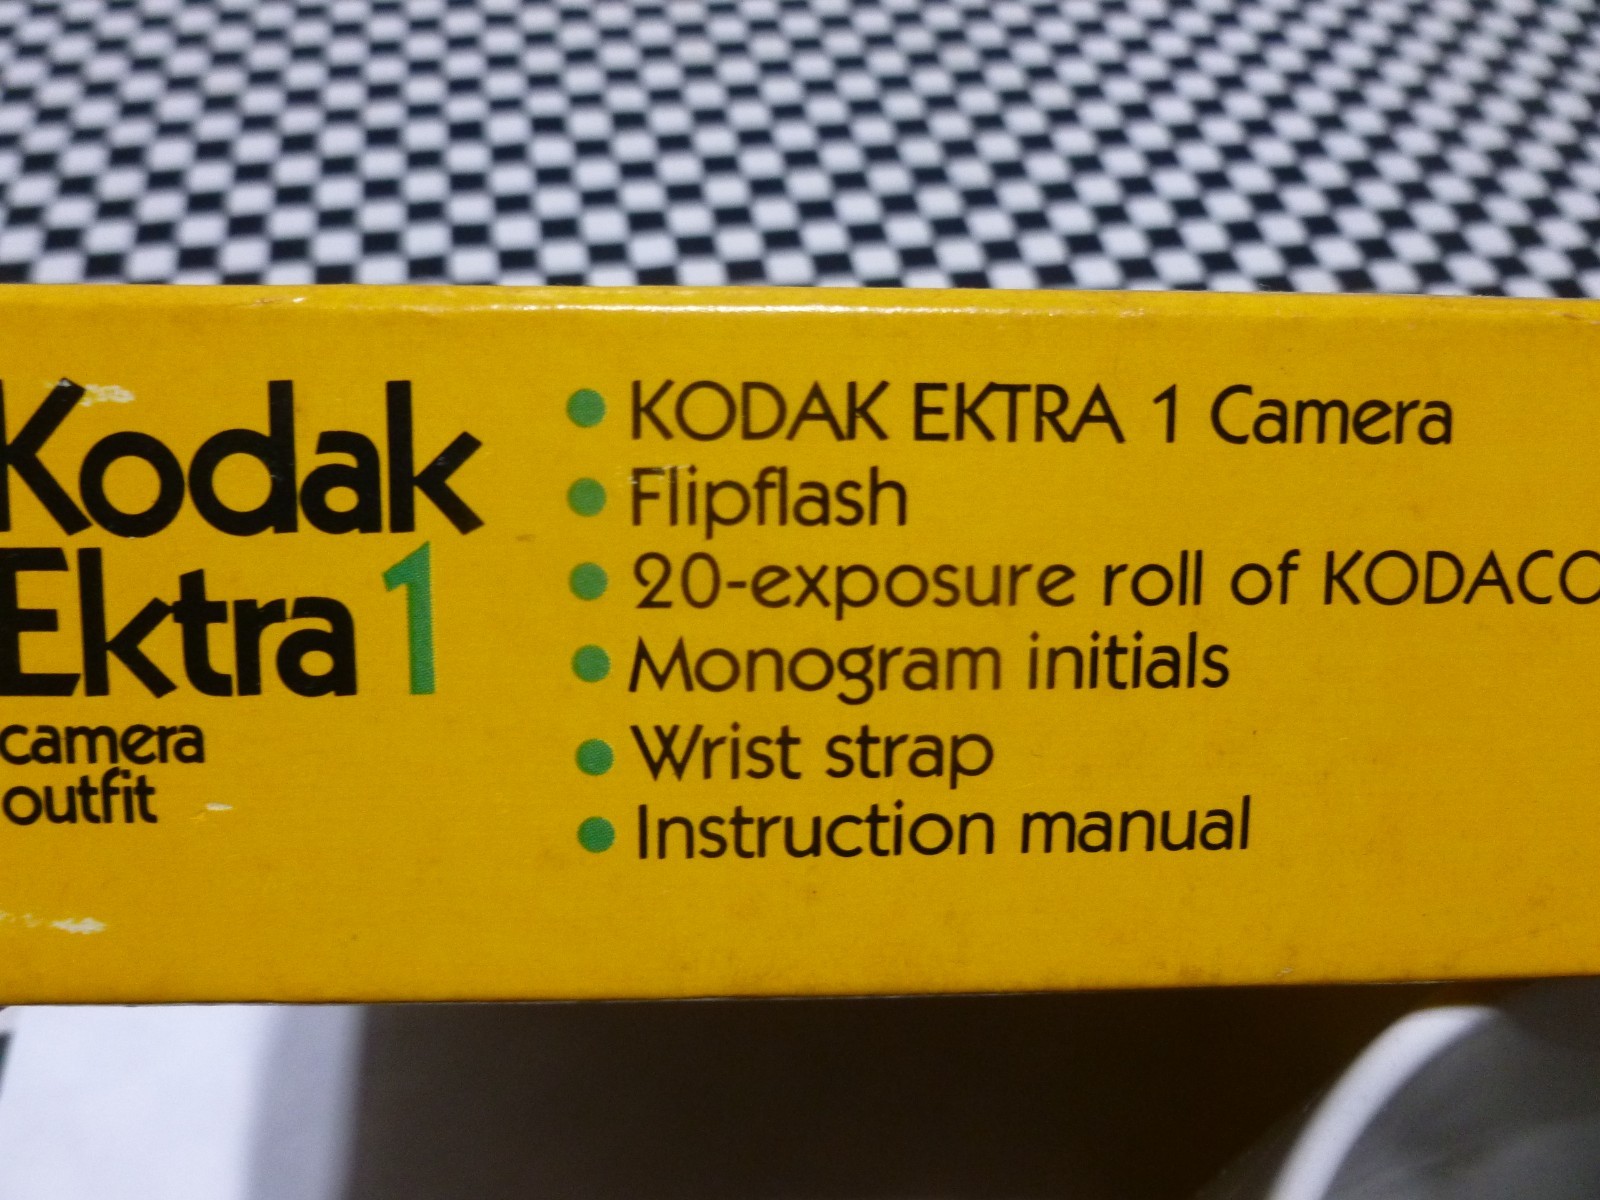 Kodak
Ektra 1
camera
outfit
KODAK EKTRA 1 Camera
Flipflash
20-exposure roll of KODACO
Monogram initials
Wrist strap
Instruction manual